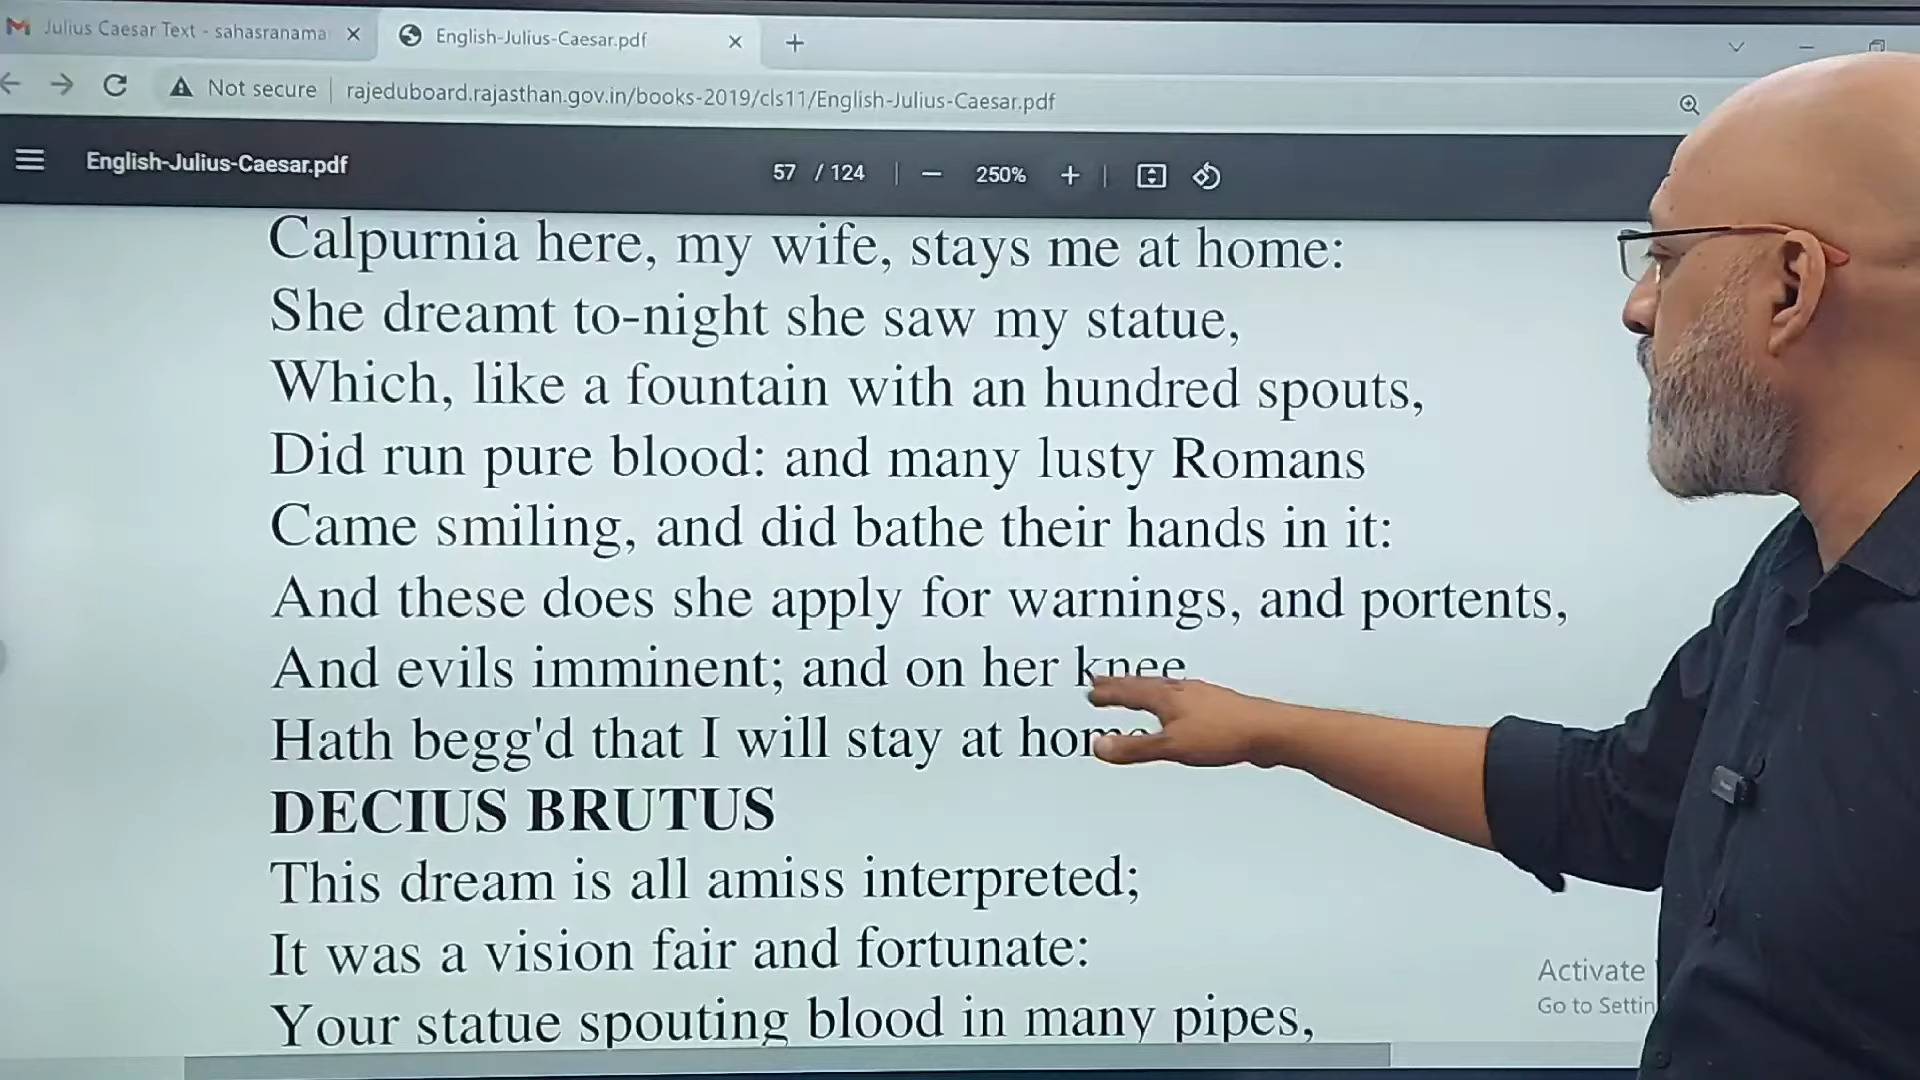 Julius Caesar Text - sahasranama
English-Julius-Caesar.pdf
Not secure
rajeduboard.rajasthan.gov.in/books-2019/cls11/English-Julius-Caesar.pdf
English-Julius-Caesar.pdf
57 / 124
250%
Calpurnia here, my wife, stays me at home:
She dreamt to-night she saw my statue,
Which, like a fountain with an hundred spouts,
Did run pure blood: and many lusty Romans
Came smiling, and did bathe their hands in it:
And these does she apply for warnings, and portents,
And evils imminent; and on her knee
Hath begg'd that I will stay at home
DECIUS BRUTUS
This dream is all amiss interpreted;
It was a vision fair and fortunate:
Your statue spouting blood in many pipes,
Activate
Go to Settin